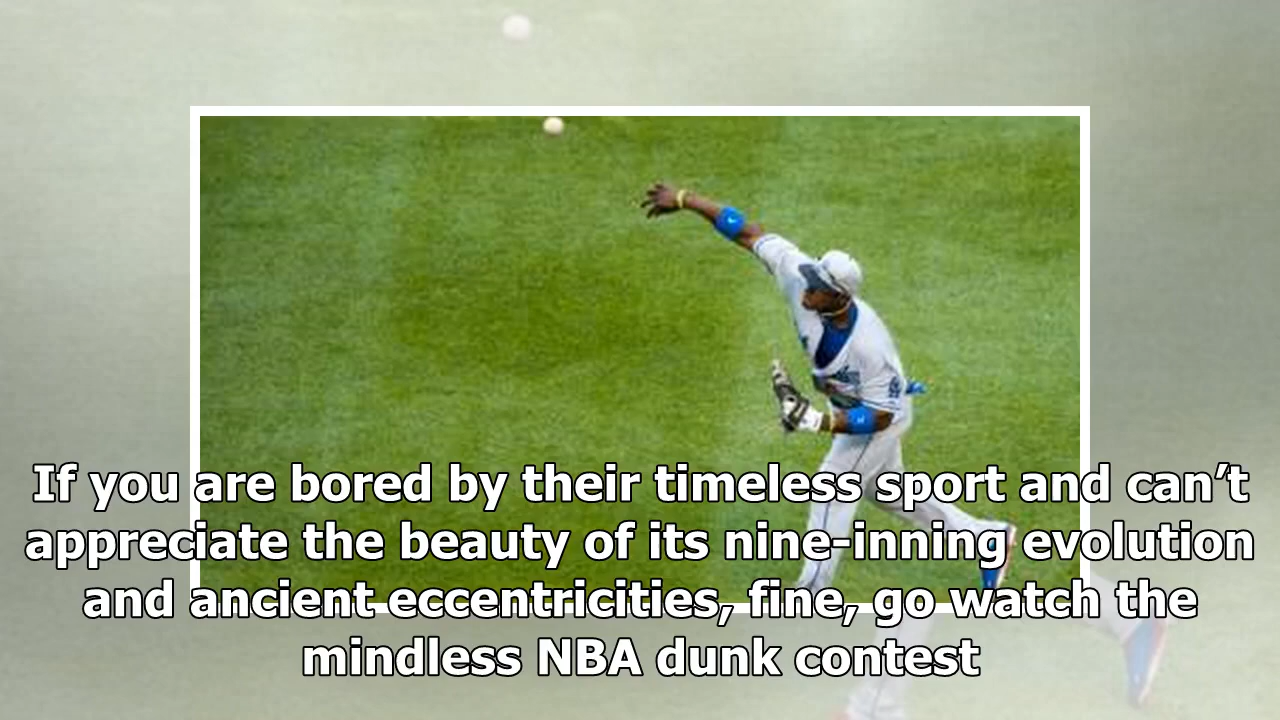 If you are bored by their timeless sport and can’t
appreciate the beauty of its nine-inning evolution
and ancient eccentricities, fine, go watch the
mindless NBA dunk contest